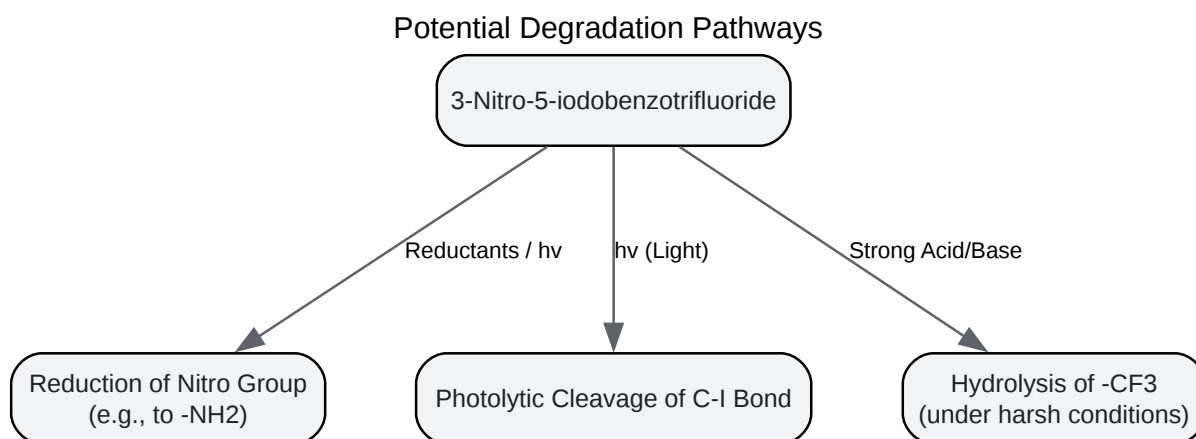 Potential Degradation Pathways
3-Nitro-5-iodobenzotrifluoride
Reductants / hv
hv (Light)
Strong Acid/Base
Reduction of Nitro Group
(e.g., to -NH2)
Photolytic Cleavage of C-I Bond
Hydrolysis of -CF3
(under harsh conditions)